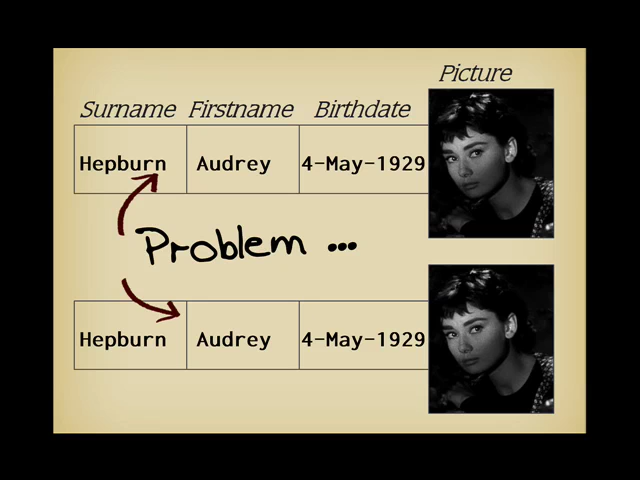 Picture
Surname Firstname Birthdate
Hepburn Audrey 4-May-1929
Problem ...
Hepburn Audrey 4-May-1929